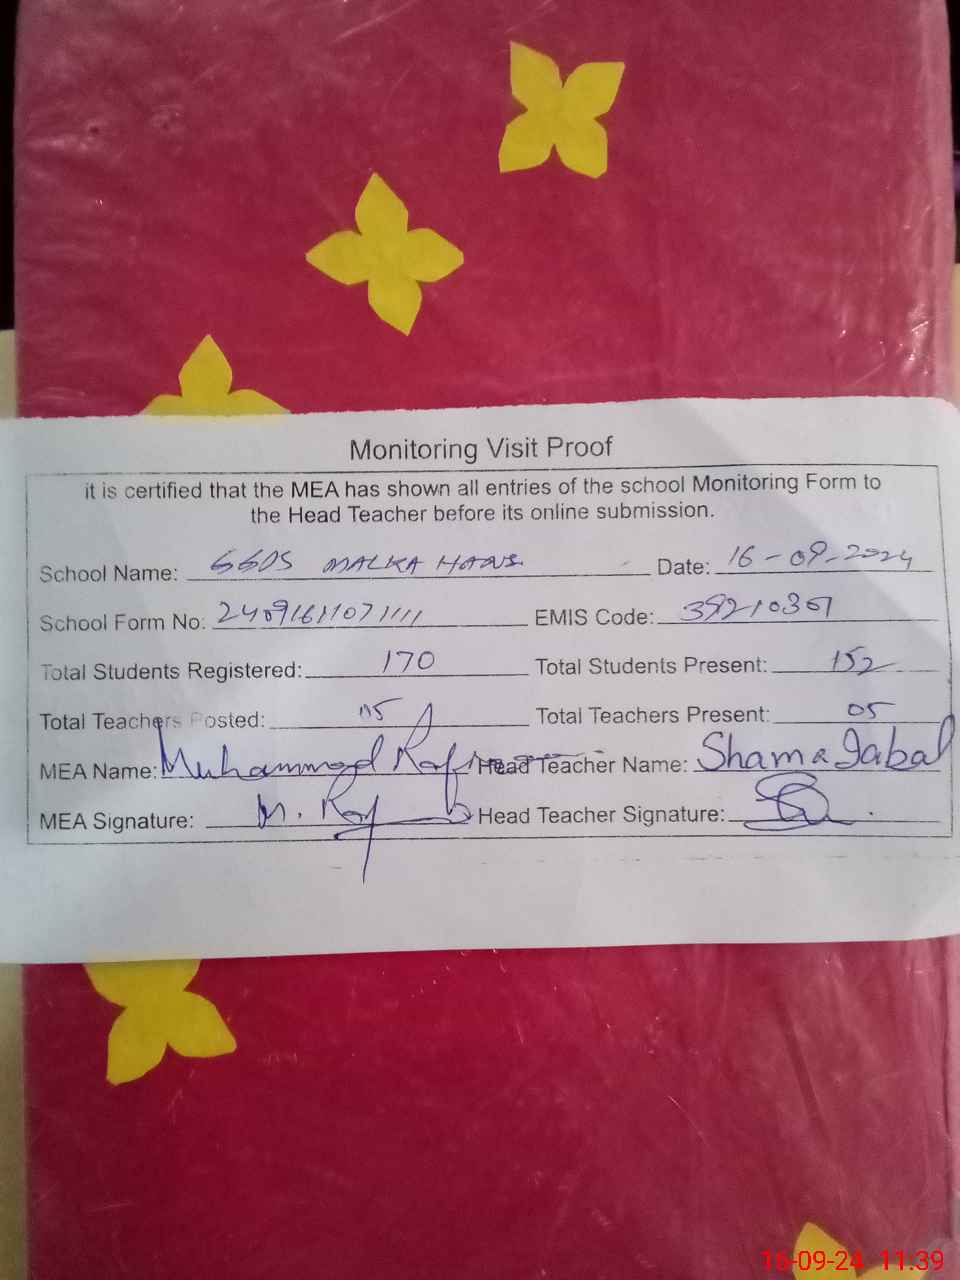 Monitoring Visit Proof
it is certified that the MEA has shown all entries of the school Monitoring Form to
the Head Teacher before its online submission.
School Name: MALKA HANS Date: 16-09-2024
School Form No: 24091611071111 EMIS Code:
Total Students Registered: 170 Total Students Present: 152
Total Teachers Posted: 05 Total Teachers Present: 05
MEA Name: Muhammad Head Teacher Name: Shama Iqbal
MEA Signature: Head Teacher Signature:
16-09-24 11:39